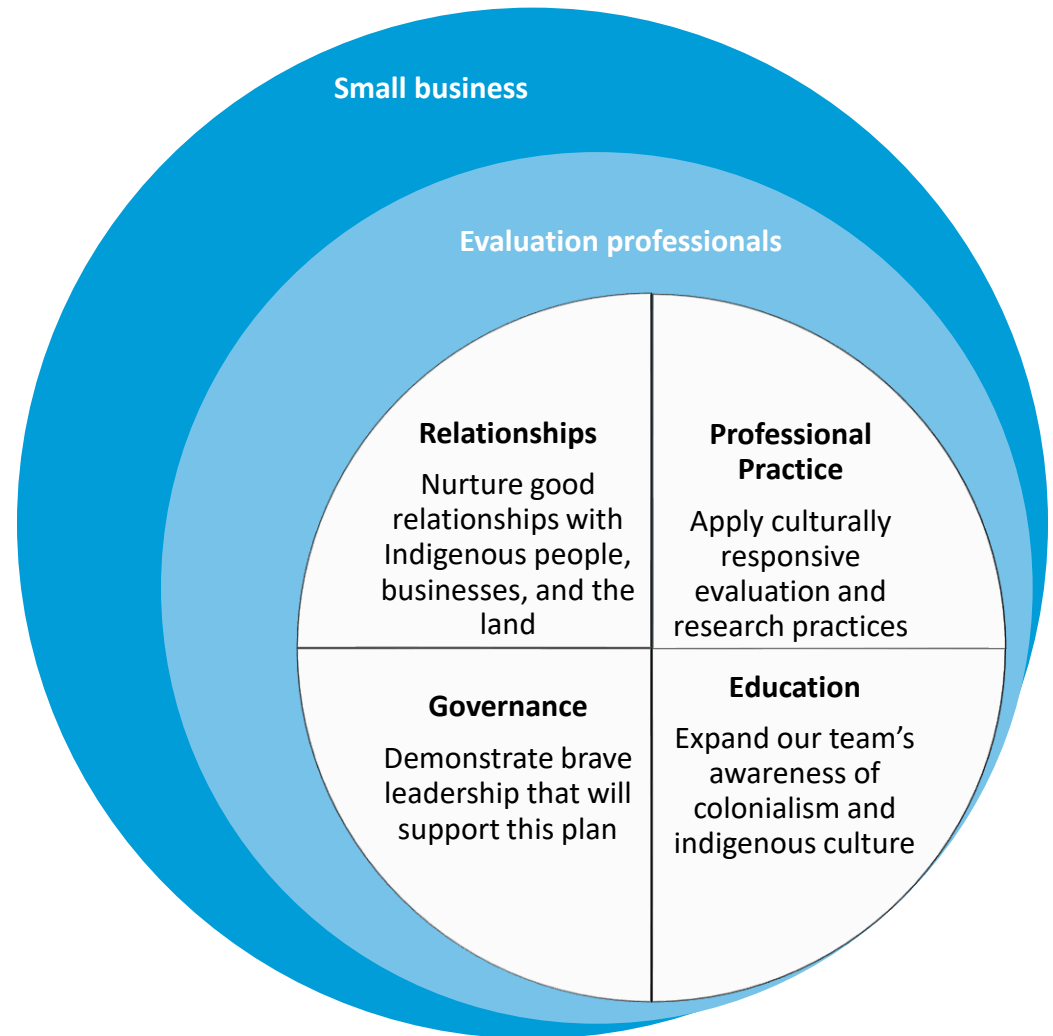 Small business
Evaluation professionals
Relationships
Nurture good
relationships with
Indigenous people,
businesses, and the
land
Professional
Practice
Apply culturally
responsive
evaluation and
research practices
Governance
Demonstrate brave
leadership that will
support this plan
Education
Expand our team’s
awareness of
colonialism and
indigenous culture